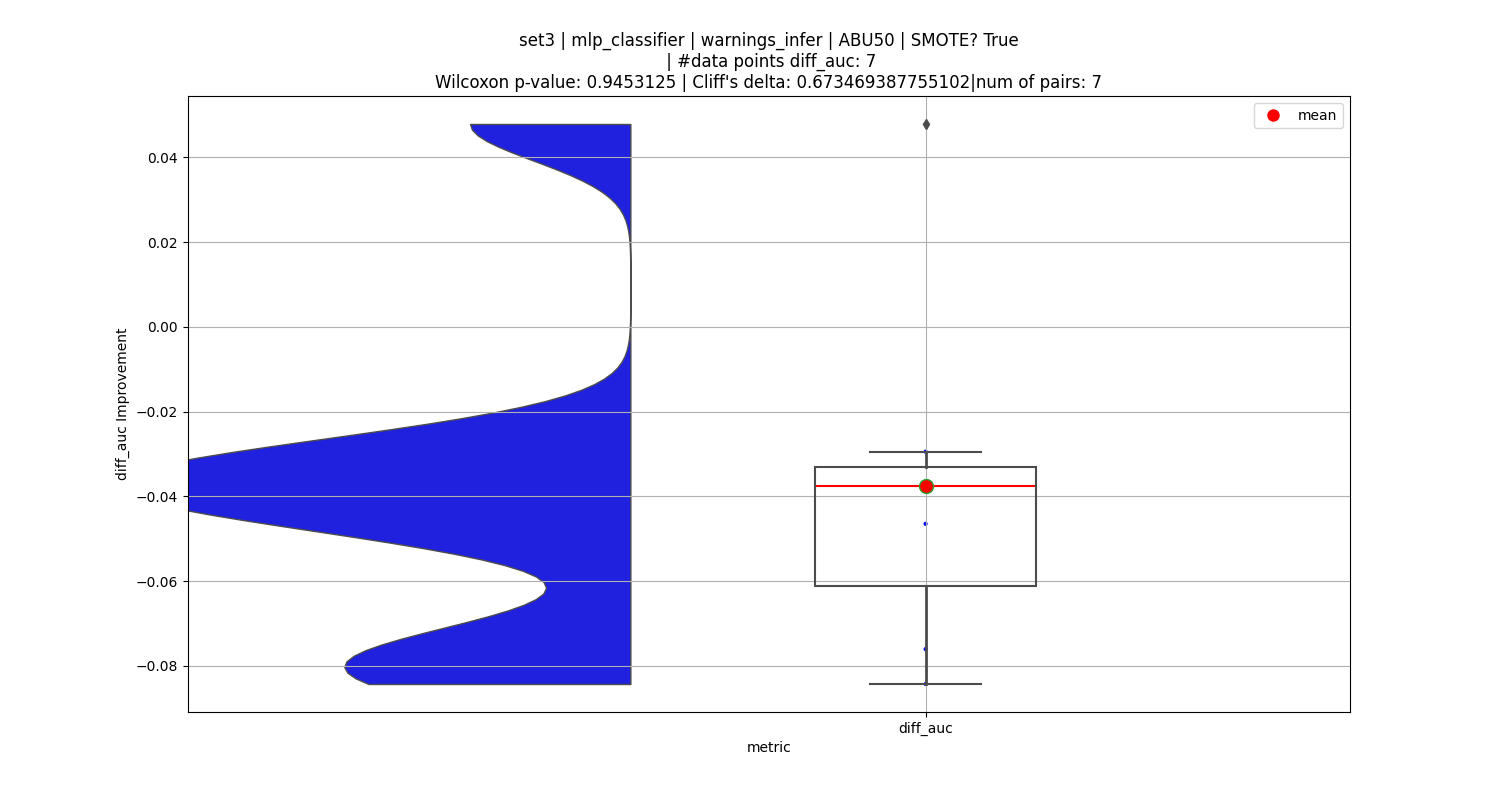 set3 | mlp_classifier | warnings_infer | ABU50 | SMOTE? True
| #data points diff_auc: 7
Wilcoxon p-value: 0.9453125 | Cliff's delta: 0.673469387755102|num of pairs: 7
mean
0.04
0.02
0.00
−0.02
−0.04
−0.06
−0.08
diff_auc Improvement
diff_auc
metric